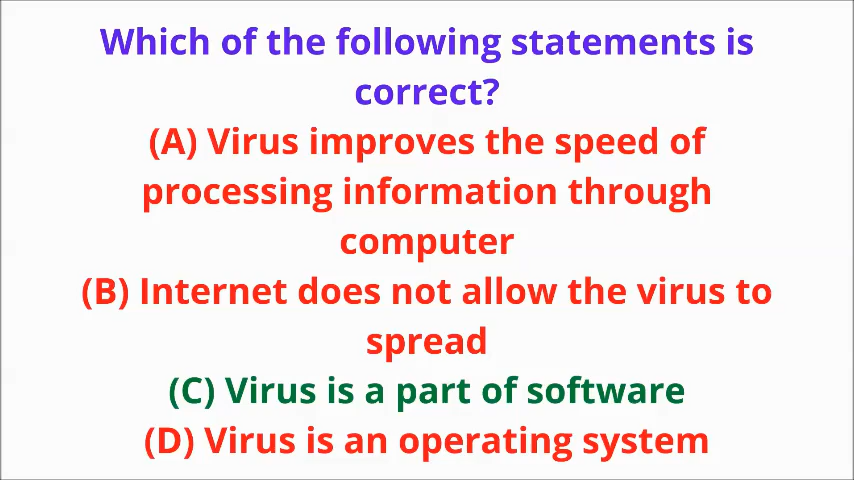 Which of the following statements is
correct?
(A) Virus improves the speed of
processing information through
computer
(B) Internet does not allow the virus to
spread
(C) Virus is a part of software
(D) Virus is an operating system